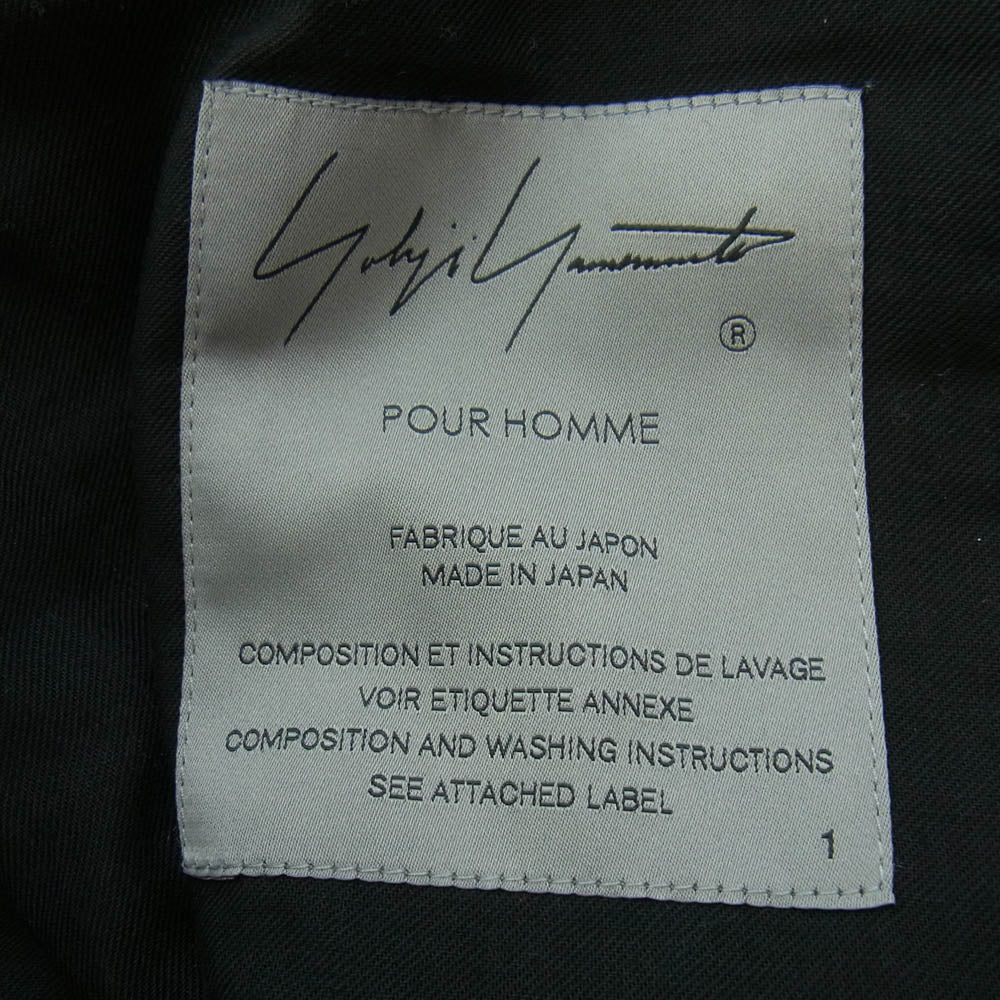 Yohji Yamamoto
®
POUR HOMME
FABRIQUE AU JAPON
MADE IN JAPAN
COMPOSITION ET INSTRUCTIONS DE LAVAGE
VOIR ETIQUETTE ANNEXE
COMPOSITION AND WASHING INSTRUCTIONS
SEE ATTACHED LABEL
1